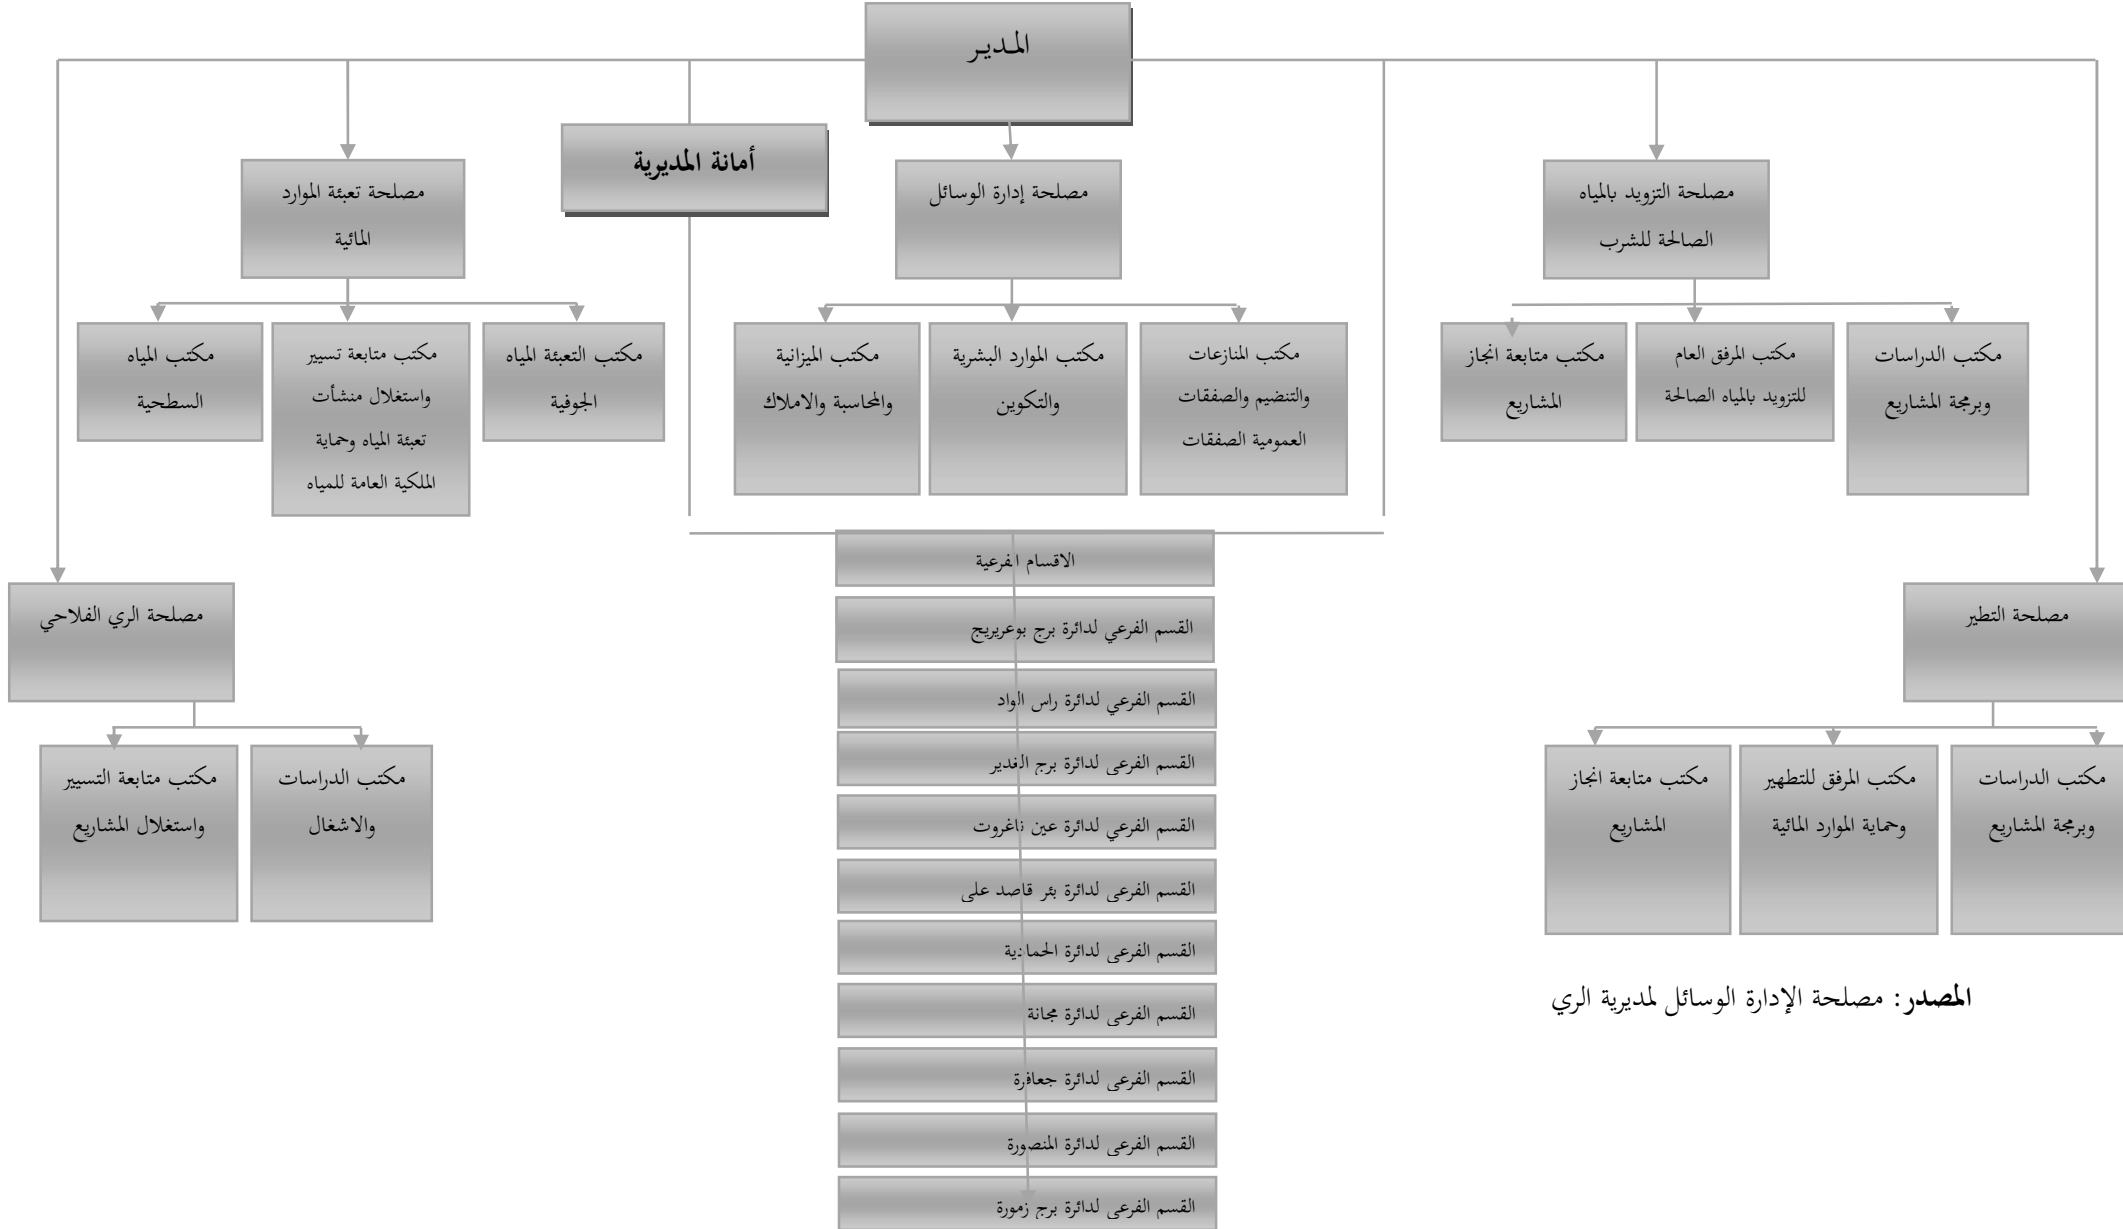 المدير
أمانة المديرية
مصلحة التزويد بالمياه
الصالحة للشرب
مصلحة إدارة الوسائل
مصلحة تعبئة الموارد
المائية
مكتب الدراسات
وبرمجة المشاريع
مكتب المرفق العام
للتزويد بالمياه الصالحة
مكتب متابعة انجاز
المشاريع
مكتب المنازعات
والتنضيم والصفقات
العمومية الصفقات
مكتب الموارد البشرية
والتكوين
مكتب الميزانية
والمحاسبة والاملاك
مكتب التعبئة المياه
الجوفية
مكتب متابعة تسيير
واستغلال منشأت
تعبئة المياه وحماية
الملكية العامة للمياه
مكتب المياه
السطحية
مصلحة التطير
مكتب الدراسات
وبرمجة المشاريع
مكتب المرفق للتطهير
وحماية الموارد المائية
مكتب متابعة انجاز
المشاريع
الاقسام الفرعية
القسم الفرعي لدائرة برج بوعريريج
القسم الفرعي لدائرة راس الواد
القسم الفرعي لدائرة برج الغدير
القسم الفرعي لدائرة عين تاغروت
القسم الفرعي لدائرة بئر قاصد على
القسم الفرعي لدائرة الحمادية
القسم الفرعي لدائرة مجانة
القسم الفرعي لدائرة جعافرة
القسم الفرعي لدائرة المنصورة
القسم الفرعي لدائرة برج زمورة
مصلحة الري الفلاحي
مكتب الدراسات
والاشغال
مكتب متابعة التسيير
واستغلال المشاريع
المصدر: مصلحة الإدارة الوسائل لمديرية الري